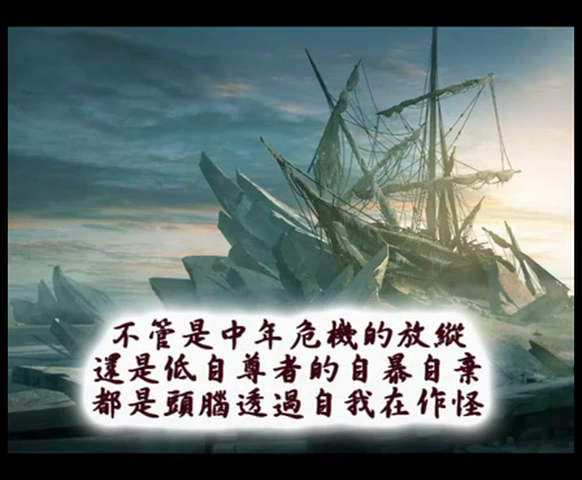 不管是中年危機的放縱
還是低自尊者的自暴自棄
都是頭腦透過自我在作怪